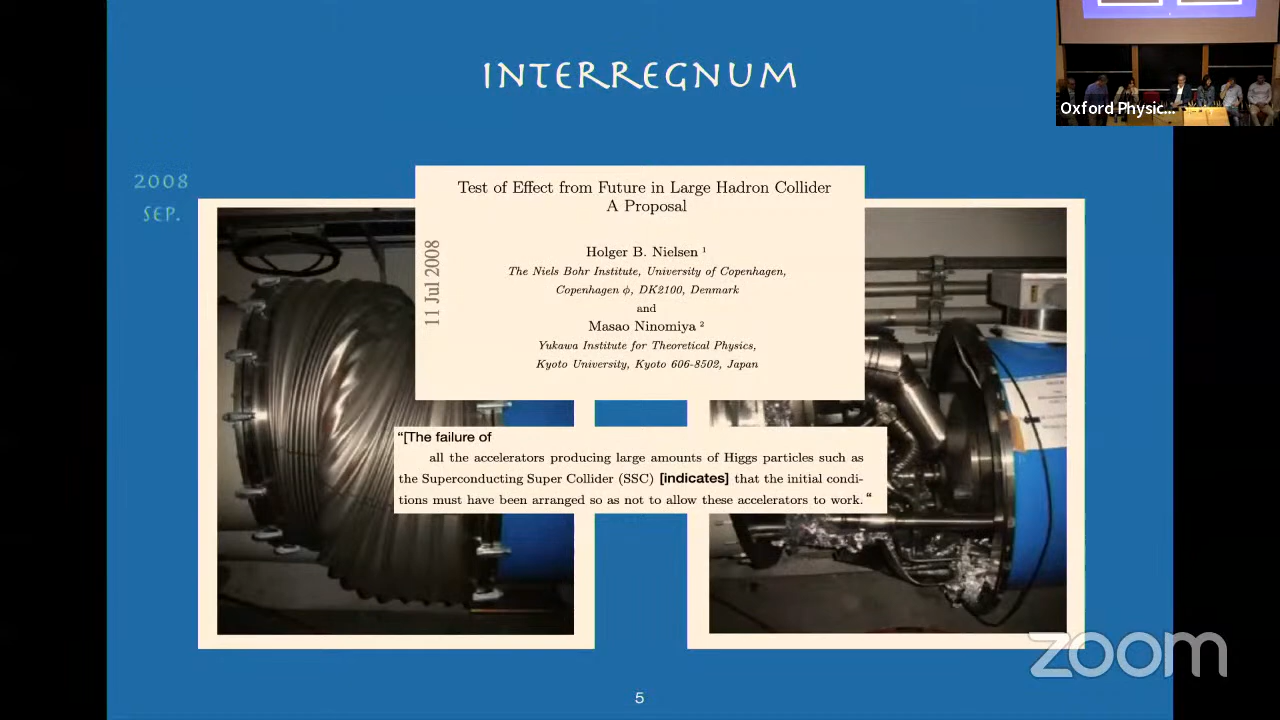 INTERREGNUM
Oxford Physic...
2008
SEP.
Test of Effect from Future in Large Hadron Collider
A Proposal
11 Jul 2008
Holger B. Nielsen ¹
The Niels Bohr Institute, University of Copenhagen,
Copenhagen ϕ, DK2100, Denmark
and
Masao Ninomiya ²
Yukawa Institute for Theoretical Physics,
Kyoto University, Kyoto 606-8502, Japan
“[The failure of
all the accelerators producing large amounts of Higgs particles such as
the Superconducting Super Collider (SSC) [indicates] that the initial condi-
tions must have been arranged so as not to allow these accelerators to work.“
zoom
5